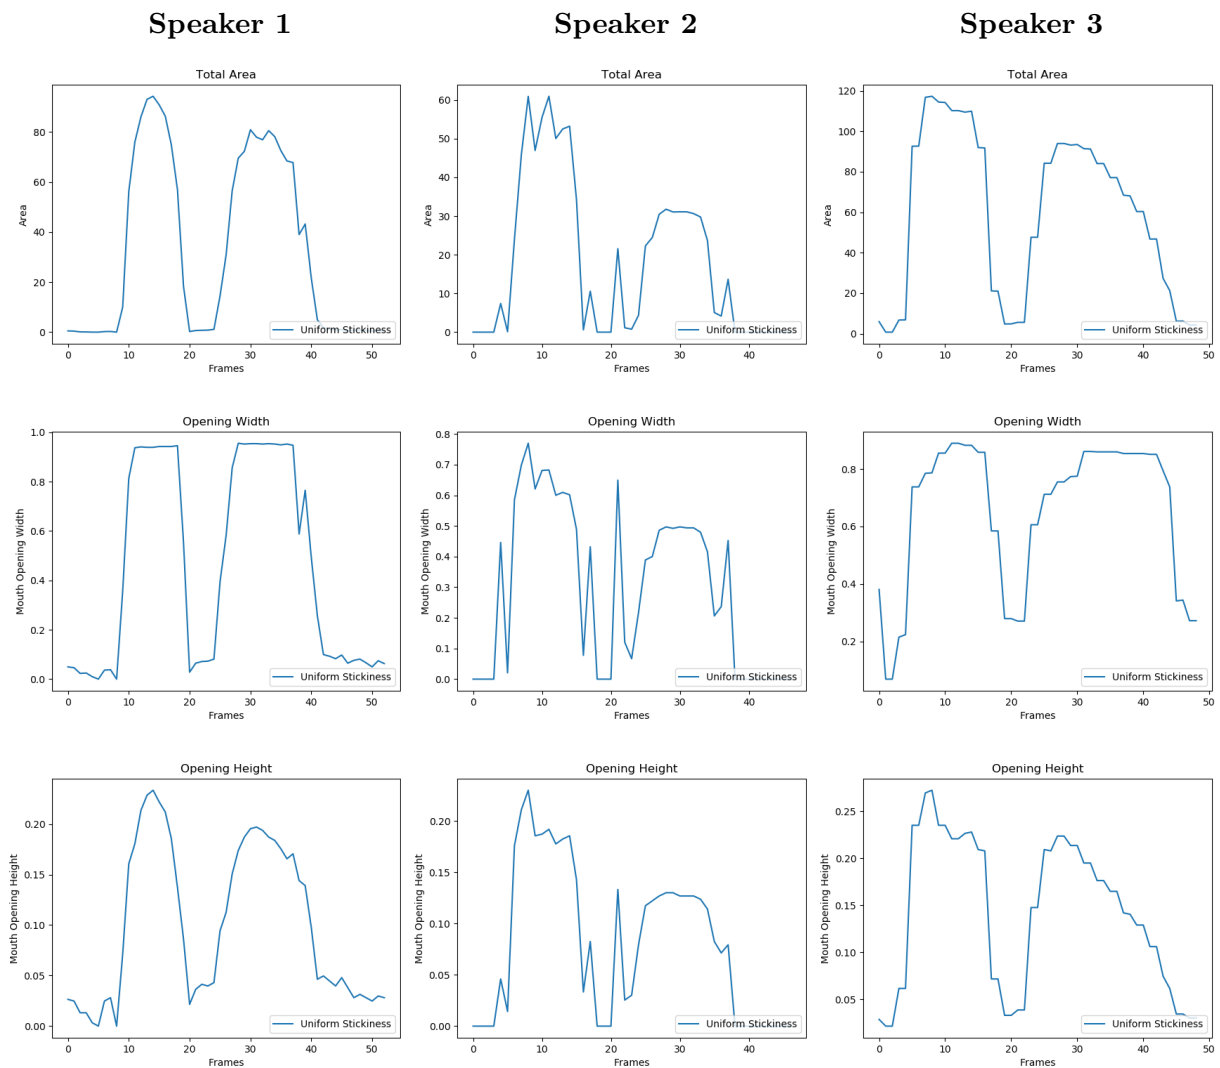 Speaker 1
Speaker 2
Speaker 3
Total Area
Area
80
60
40
20
0
0 10 20 30 40 50
Frames
Uniform Stickiness
Total Area
Area
60
50
40
30
20
10
0
0 10 20 30 40
Frames
Uniform Stickiness
Total Area
Area
120
100
80
60
40
20
0
0 10 20 30 40 50
Frames
Uniform Stickiness
Opening Width
Mouth Opening Width
1.0
0.8
0.6
0.4
0.2
0.0
0 10 20 30 40 50
Frames
Uniform Stickiness
Opening Width
Mouth Opening Width
0.8
0.7
0.6
0.5
0.4
0.3
0.2
0.1
0.0
0 10 20 30 40
Frames
Uniform Stickiness
Opening Width
Mouth Opening Width
0.8
0.6
0.4
0.2
0 10 20 30 40 50
Frames
Uniform Stickiness
Opening Height
Mouth Opening Height
0.20
0.15
0.10
0.05
0.00
0 10 20 30 40 50
Frames
Uniform Stickiness
Opening Height
Mouth Opening Height
0.20
0.15
0.10
0.05
0.00
0 10 20 30 40
Frames
Uniform Stickiness
Opening Height
Mouth Opening Height
0.25
0.20
0.15
0.10
0.05
0 10 20 30 40 50
Frames
Uniform Stickiness